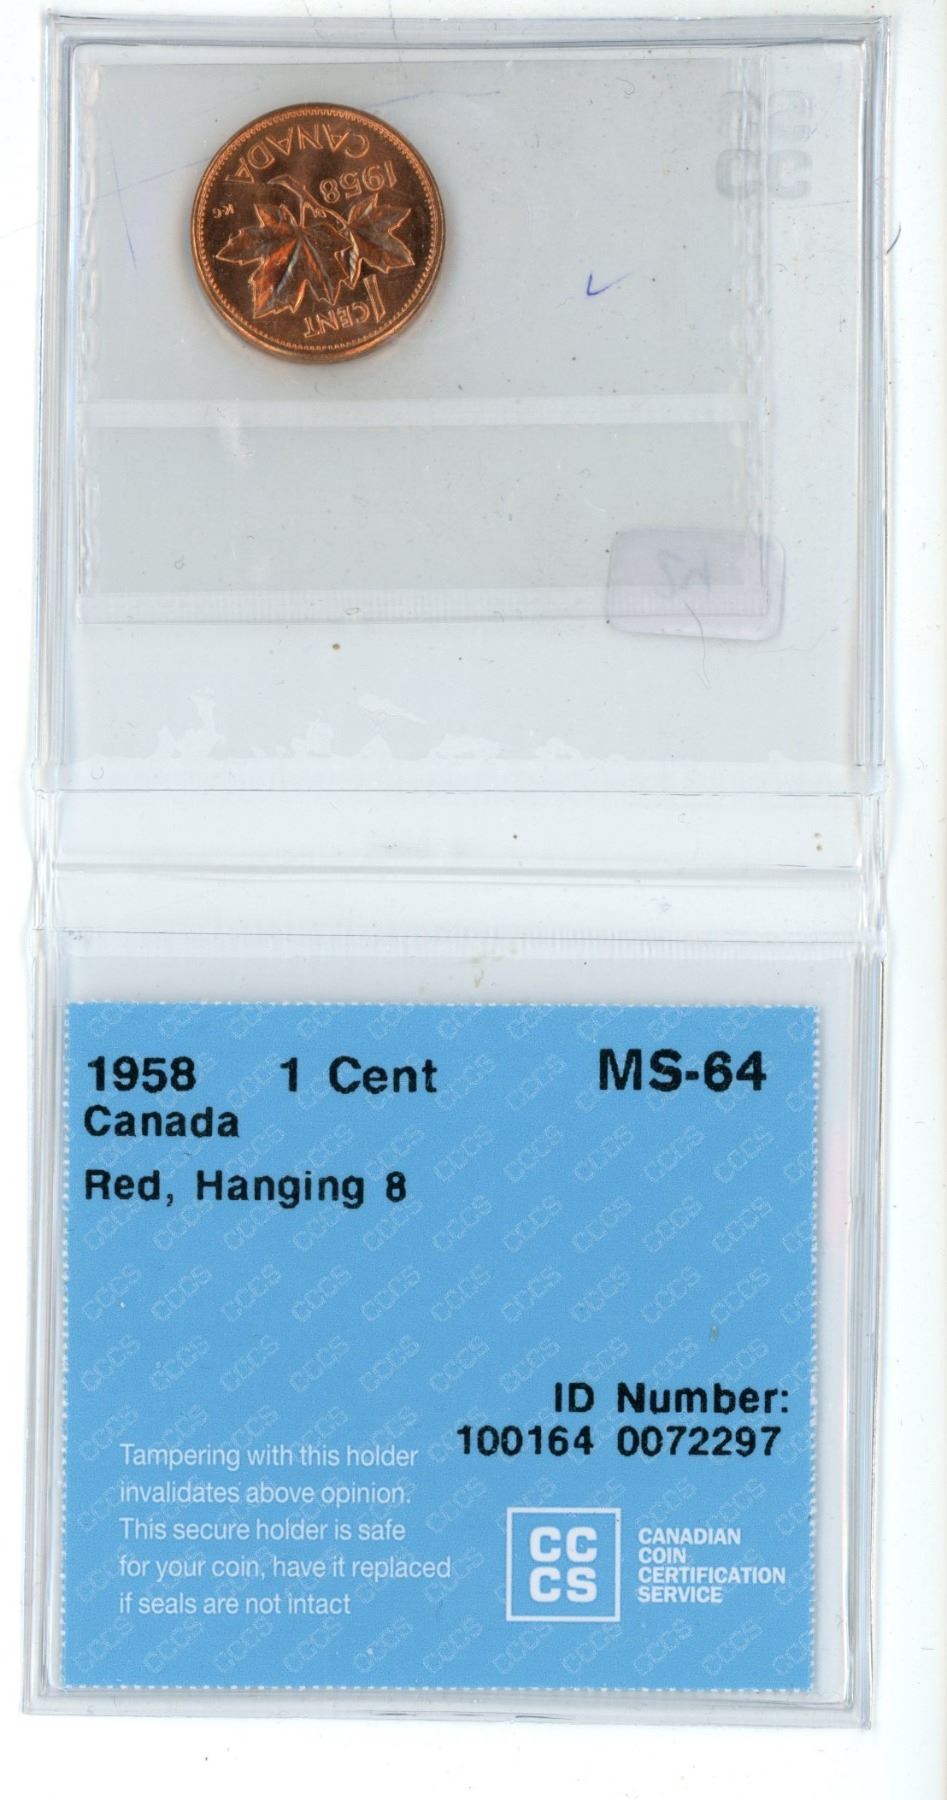 CANADA
1958
KG
1 CENT
1958 1 Cent MS-64
Canada
Red, Hanging 8
ID Number:
100164 0072297
Tampering with this holder
invalidates above opinion.
This secure holder is safe
for your coin, have it replaced
if seals are not intact
CC
CS
CANADIAN
COIN
CERTIFICATION
SERVICE